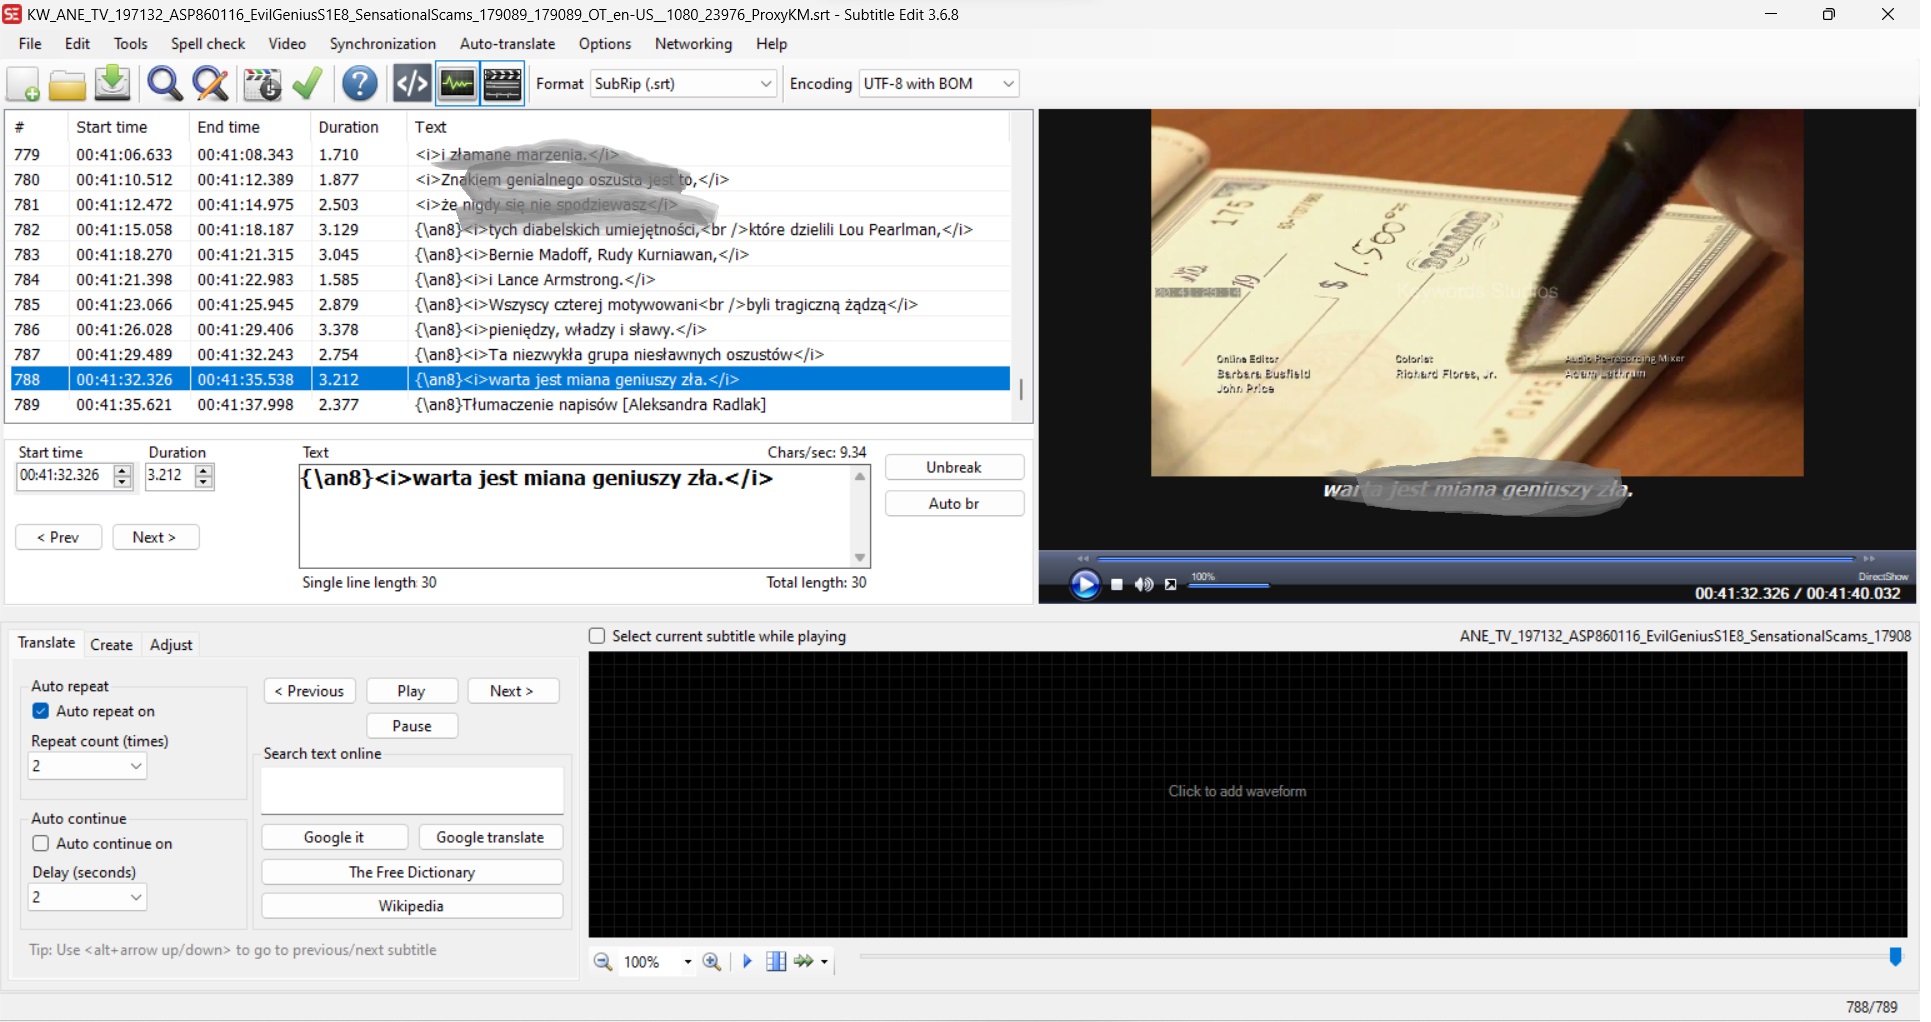 KW_ANE_TV_197132_ASP860116_EvilGeniusS1E8_SensationalScams_179089_179089_OT_en-US__1080_23976_ProxyKM.srt - Subtitle Edit 3.6.8
File Edit Tools Spell check Video Synchronization Auto-translate Options Networking Help
Format SubRip (.srt) Encoding UTF-8 with BOM
# Start time End time Duration Text
779 00:41:06.633 00:41:08.343 1.710 <i>i złamane marzenia.</i>
780 00:41:10.512 00:41:12.389 1.877 <i>Znakiem genialnego oszusta jest to,</i>
781 00:41:12.472 00:41:14.975 2.503 <i>że nigdy się nie spodziewasz</i>
782 00:41:15.058 00:41:18.187 3.129 {\an8}<i>tych diabelskich umiejętności,<br />które dzielili Lou Pearlman,</i>
783 00:41:18.270 00:41:21.315 3.045 {\an8}<i>Bernie Madoff, Rudy Kurniawan,</i>
784 00:41:21.398 00:41:22.983 1.585 {\an8}<i>i Lance Armstrong.</i>
785 00:41:23.066 00:41:25.945 2.879 {\an8}<i>Wszyscy czterej motywowani<br />byli tragiczną żądzą</i>
786 00:41:26.028 00:41:29.406 3.378 {\an8}<i>pieniędzy, władzy i sławy.</i>
787 00:41:29.489 00:41:32.243 2.754 {\an8}<i>Ta niezwykła grupa niesławnych oszustów</i>
788 00:41:32.326 00:41:35.538 3.212 {\an8}<i>warta jest miana geniuszy zła.</i>
789 00:41:35.621 00:41:37.998 2.377 {\an8}Tłumaczenie napisów [Aleksandra Radlak]
Start time Duration Text Chars/sec: 9.34
00:41:32.326 3.212 {\an8}<i>warta jest miana geniuszy zła.</i>
Unbreak
Auto br
< Prev Next >
Single line length: 30 Total length: 30
175
$ 1,500
DOLLARS
19
Keywords Studios
Online Editor
Barbara Busfield
John Price
Colorist
Richard Flores, Jr.
Audio Re-recording Mixer
Adam
warta jest miana geniuszy zła.
100%
DirectShow
00:41:32.326 / 00:41:40.032
Translate Create Adjust
Auto repeat
Auto repeat on
Repeat count (times)
2
Auto continue
Auto continue on
Delay (seconds)
2
< Previous Play Next >
Pause
Search text online
Google it Google translate
The Free Dictionary
Wikipedia
Tip: Use <alt+arrow up/down> to go to previous/next subtitle
Select current subtitle while playing
ANE_TV_197132_ASP860116_EvilGeniusS1E8_SensationalScams_17908
Click to add waveform
100%
788/789